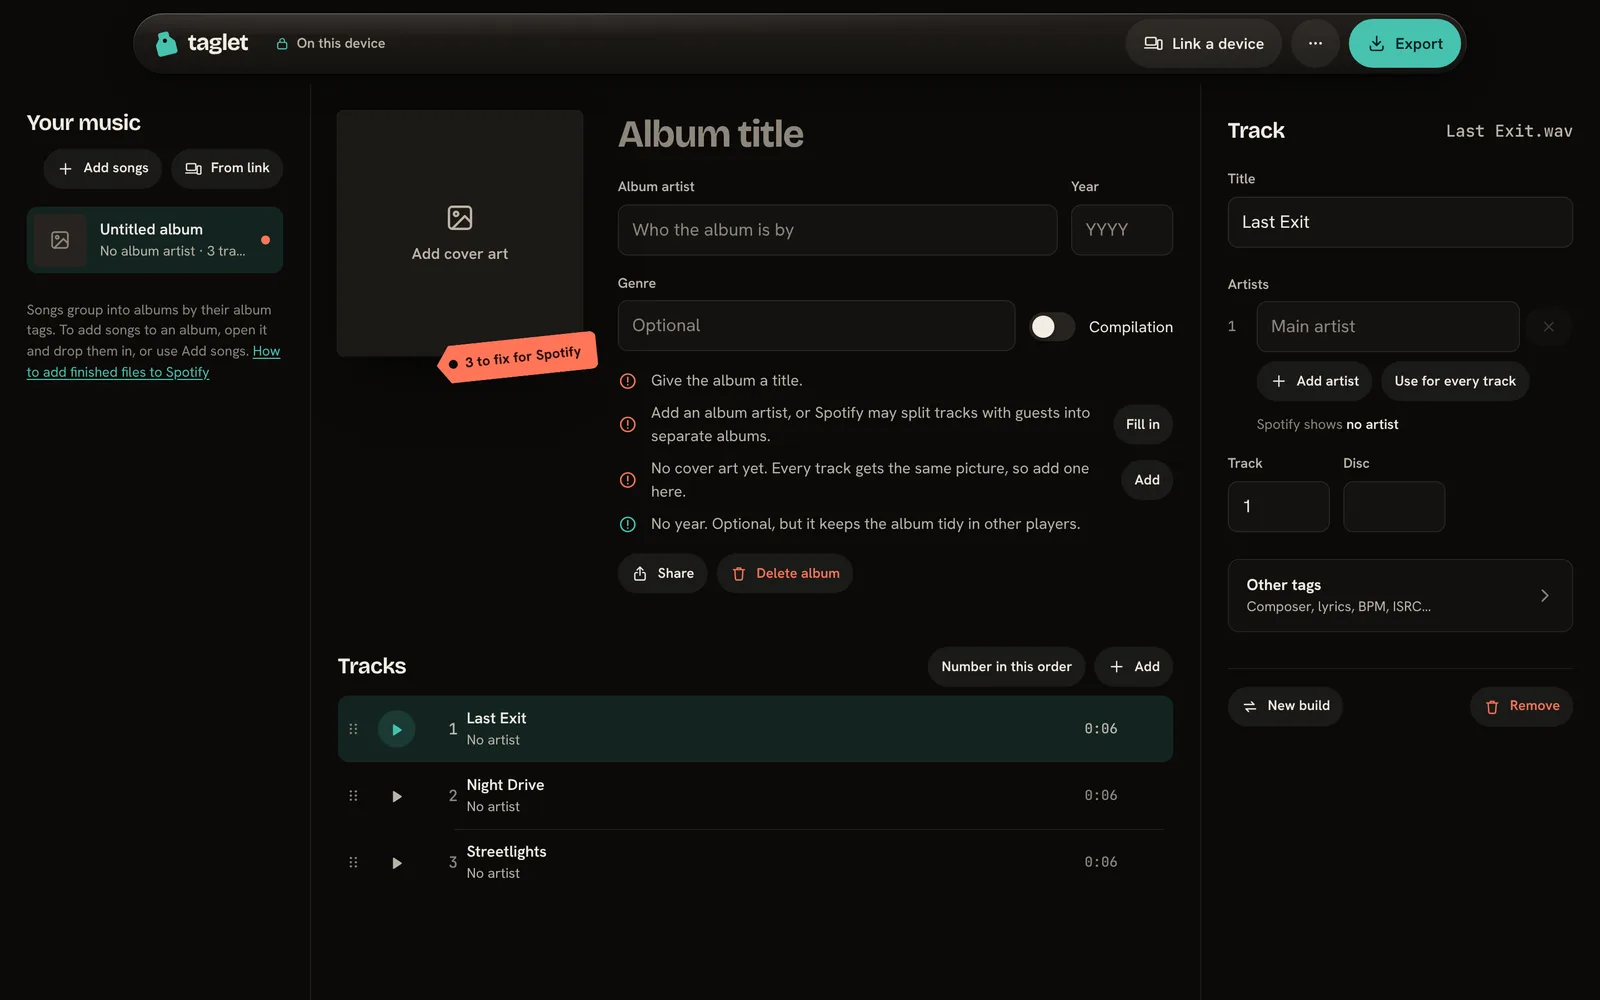 taglet
On this device
Link a device
Export
Your music
Add songs
From link
Untitled album
No album artist · 3 tra...
Songs group into albums by their album
tags. To add songs to an album, open it
and drop them in, or use Add songs. How
to add finished files to Spotify
Add cover art
3 to fix for Spotify
Album title
Album artist
Year
Who the album is by
YYYY
Genre
Optional
Compilation
Give the album a title.
Add an album artist, or Spotify may split tracks with guests into
separate albums.
Fill in
No cover art yet. Every track gets the same picture, so add one
here.
Add
No year. Optional, but it keeps the album tidy in other players.
Share
Delete album
Tracks
Number in this order
Add
1
Last Exit
No artist
0:06
2
Night Drive
No artist
0:06
3
Streetlights
No artist
0:06
Track
Last Exit.wav
Title
Last Exit
Artists
1
Main artist
Add artist
Use for every track
Spotify shows no artist
Track
Disc
1
Other tags
Composer, lyrics, BPM, ISRC...
New build
Remove